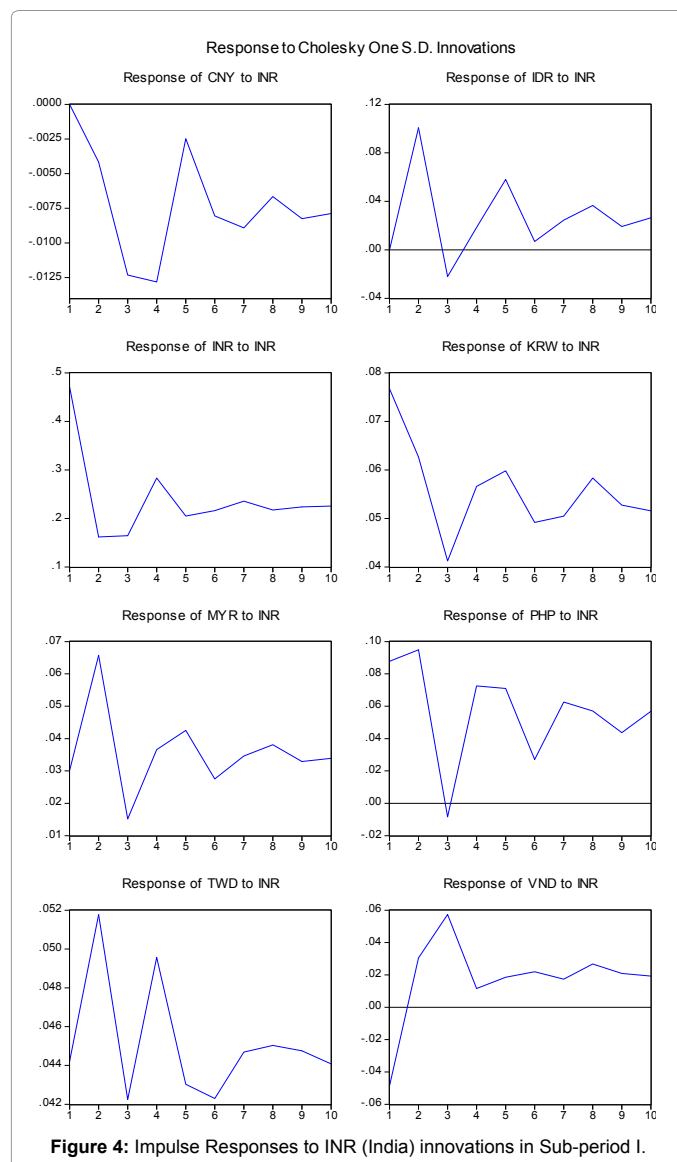 Response to Cholesky One S.D. Innovations
Response of CNY to INR
.0000
-.0025
-.0050
-.0075
-.0100
-.0125
1 2 3 4 5 6 7 8 9 10
Response of IDR to INR
.12
.08
.04
.00
-.04
1 2 3 4 5 6 7 8 9 10
Response of INR to INR
.5
.4
.3
.2
.1
1 2 3 4 5 6 7 8 9 10
Response of KRW to INR
.08
.07
.06
.05
.04
1 2 3 4 5 6 7 8 9 10
Response of MYR to INR
.07
.06
.05
.04
.03
.02
.01
1 2 3 4 5 6 7 8 9 10
Response of PHP to INR
.10
.08
.06
.04
.02
.00
-.02
1 2 3 4 5 6 7 8 9 10
Response of TWD to INR
.052
.050
.048
.046
.044
.042
1 2 3 4 5 6 7 8 9 10
Response of VND to INR
.06
.04
.02
.00
-.02
-.04
-.06
1 2 3 4 5 6 7 8 9 10
Figure 4: Impulse Responses to INR (India) innovations in Sub-period I.